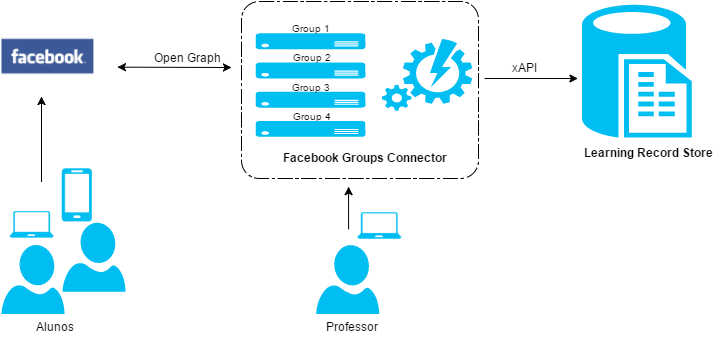 facebook
Open Graph
Group 1
Group 2
Group 3
Group 4
Facebook Groups Connector
xAPI
Learning Record Store
Alunos
Professor